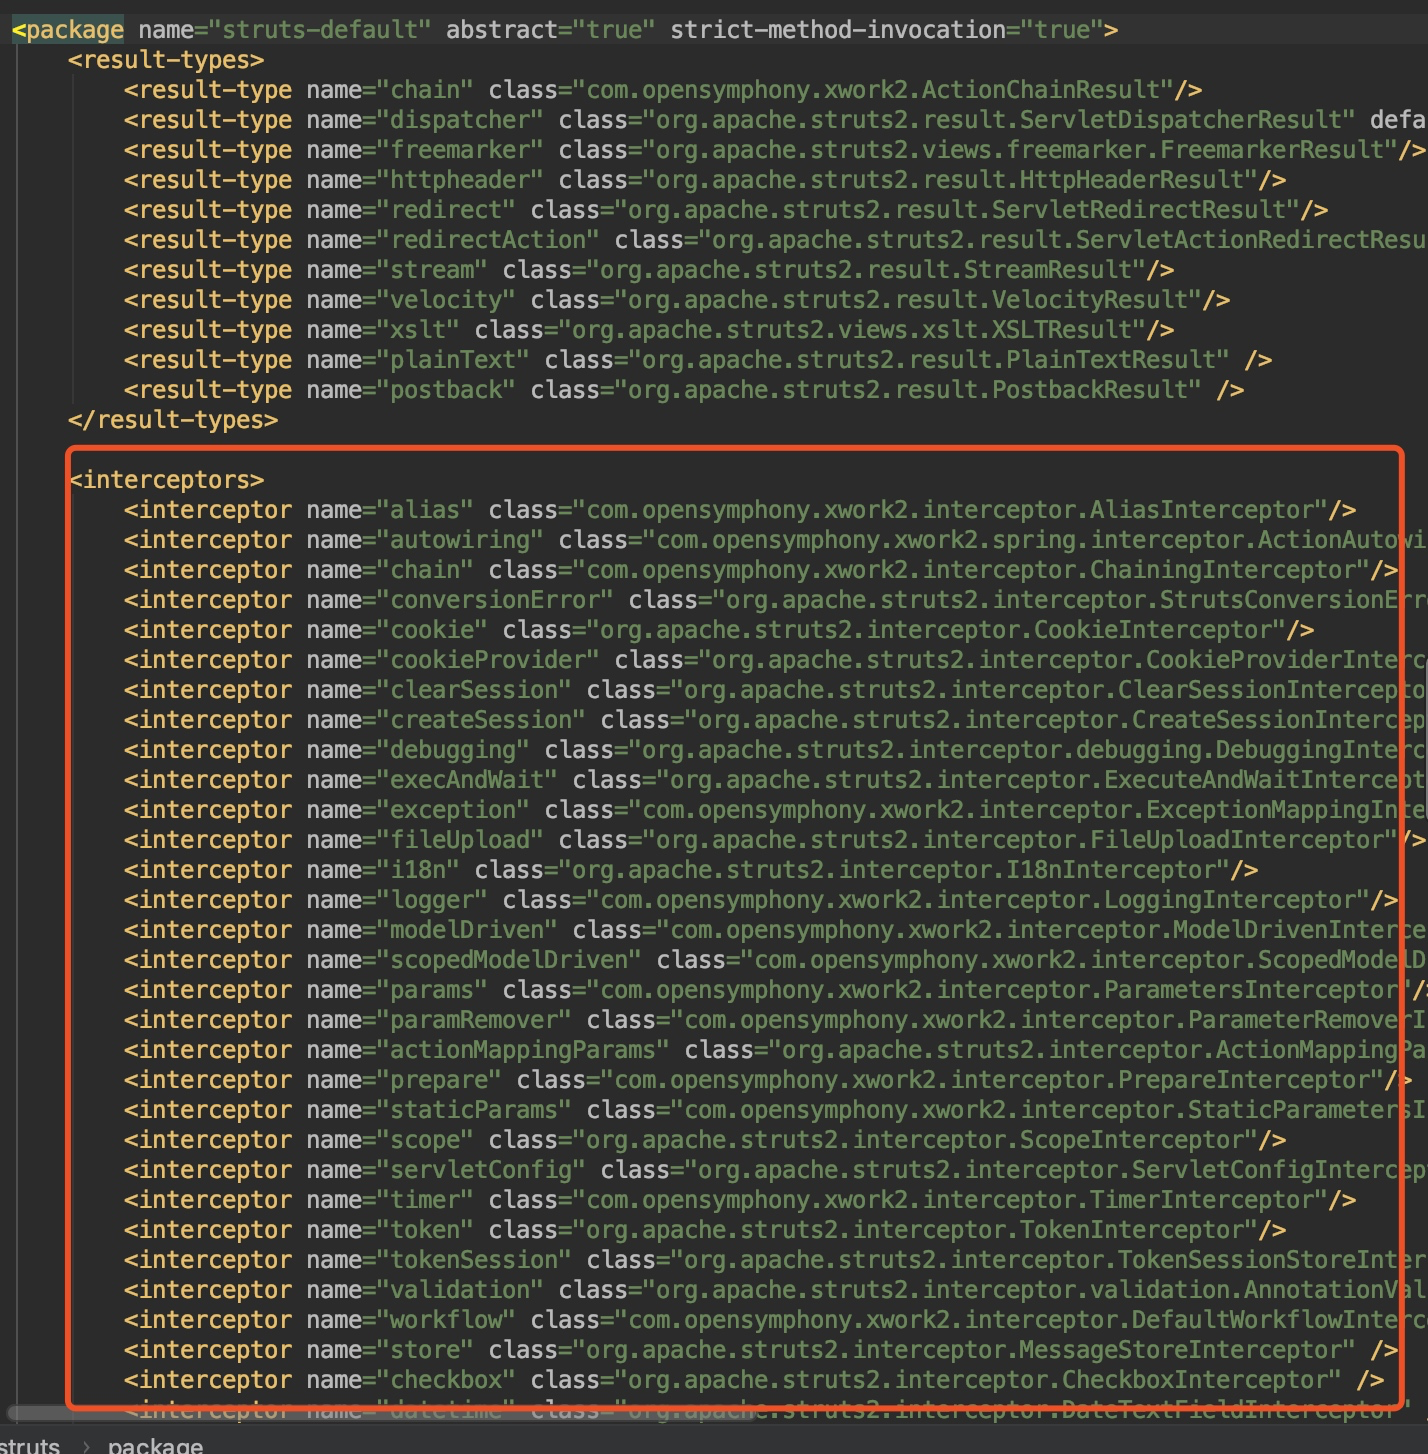 <package name="struts-default" abstract="true" strict-method-invocation="true">
<result-types>
<result-type name="chain" class="com.opensymphony.xwork2.ActionChainResult"/>
<result-type name="dispatcher" class="org.apache.struts2.result.ServletDispatcherResult" defa
<result-type name="freemarker" class="org.apache.struts2.views.freemarker.FreemarkerResult"/>
<result-type name="httpheader" class="org.apache.struts2.result.HttpHeaderResult"/>
<result-type name="redirect" class="org.apache.struts2.result.ServletRedirectResult"/>
<result-type name="redirectAction" class="org.apache.struts2.result.ServletActionRedirectResu
<result-type name="stream" class="org.apache.struts2.result.StreamResult"/>
<result-type name="velocity" class="org.apache.struts2.result.VelocityResult"/>
<result-type name="xslt" class="org.apache.struts2.views.xslt.XSLTResult"/>
<result-type name="plainText" class="org.apache.struts2.result.PlainTextResult" />
<result-type name="postback" class="org.apache.struts2.result.PostbackResult" />
</result-types>
<interceptors>
<interceptor name="alias" class="com.opensymphony.xwork2.interceptor.AliasInterceptor"/>
<interceptor name="autowiring" class="com.opensymphony.xwork2.spring.interceptor.ActionAutowi
<interceptor name="chain" class="com.opensymphony.xwork2.interceptor.ChainingInterceptor"/>
<interceptor name="conversionError" class="org.apache.struts2.interceptor.StrutsConversionErr
<interceptor name="cookie" class="org.apache.struts2.interceptor.CookieInterceptor"/>
<interceptor name="cookieProvider" class="org.apache.struts2.interceptor.CookieProviderInterc
<interceptor name="clearSession" class="org.apache.struts2.interceptor.ClearSessionIntercepto
<interceptor name="createSession" class="org.apache.struts2.interceptor.CreateSessionIntercep
<interceptor name="debugging" class="org.apache.struts2.interceptor.debugging.DebuggingInterc
<interceptor name="execAndWait" class="org.apache.struts2.interceptor.ExecuteAndWaitIntercept
<interceptor name="exception" class="com.opensymphony.xwork2.interceptor.ExceptionMappingInte
<interceptor name="fileUpload" class="org.apache.struts2.interceptor.FileUploadInterceptor"/>
<interceptor name="i18n" class="org.apache.struts2.interceptor.I18nInterceptor"/>
<interceptor name="logger" class="com.opensymphony.xwork2.interceptor.LoggingInterceptor"/>
<interceptor name="modelDriven" class="com.opensymphony.xwork2.interceptor.ModelDrivenInterce
<interceptor name="scopedModelDriven" class="com.opensymphony.xwork2.interceptor.ScopedModelD
<interceptor name="params" class="com.opensymphony.xwork2.interceptor.ParametersInterceptor"/>
<interceptor name="paramRemover" class="com.opensymphony.xwork2.interceptor.ParameterRemoverI
<interceptor name="actionMappingParams" class="org.apache.struts2.interceptor.ActionMappingPa
<interceptor name="prepare" class="com.opensymphony.xwork2.interceptor.PrepareInterceptor"/>
<interceptor name="staticParams" class="com.opensymphony.xwork2.interceptor.StaticParametersI
<interceptor name="scope" class="org.apache.struts2.interceptor.ScopeInterceptor"/>
<interceptor name="servletConfig" class="org.apache.struts2.interceptor.ServletConfigIntercep
<interceptor name="timer" class="com.opensymphony.xwork2.interceptor.TimerInterceptor"/>
<interceptor name="token" class="org.apache.struts2.interceptor.TokenInterceptor"/>
<interceptor name="tokenSession" class="org.apache.struts2.interceptor.TokenSessionStoreInter
<interceptor name="validation" class="org.apache.struts2.interceptor.validation.AnnotationVal
<interceptor name="workflow" class="com.opensymphony.xwork2.interceptor.DefaultWorkflowInterc
<interceptor name="store" class="org.apache.struts2.interceptor.MessageStoreInterceptor" />
<interceptor name="checkbox" class="org.apache.struts2.interceptor.CheckboxInterceptor" />
<interceptor name="datetime" class="org.apache.struts2.interceptor.DateTextFieldInterceptor"
struts › package